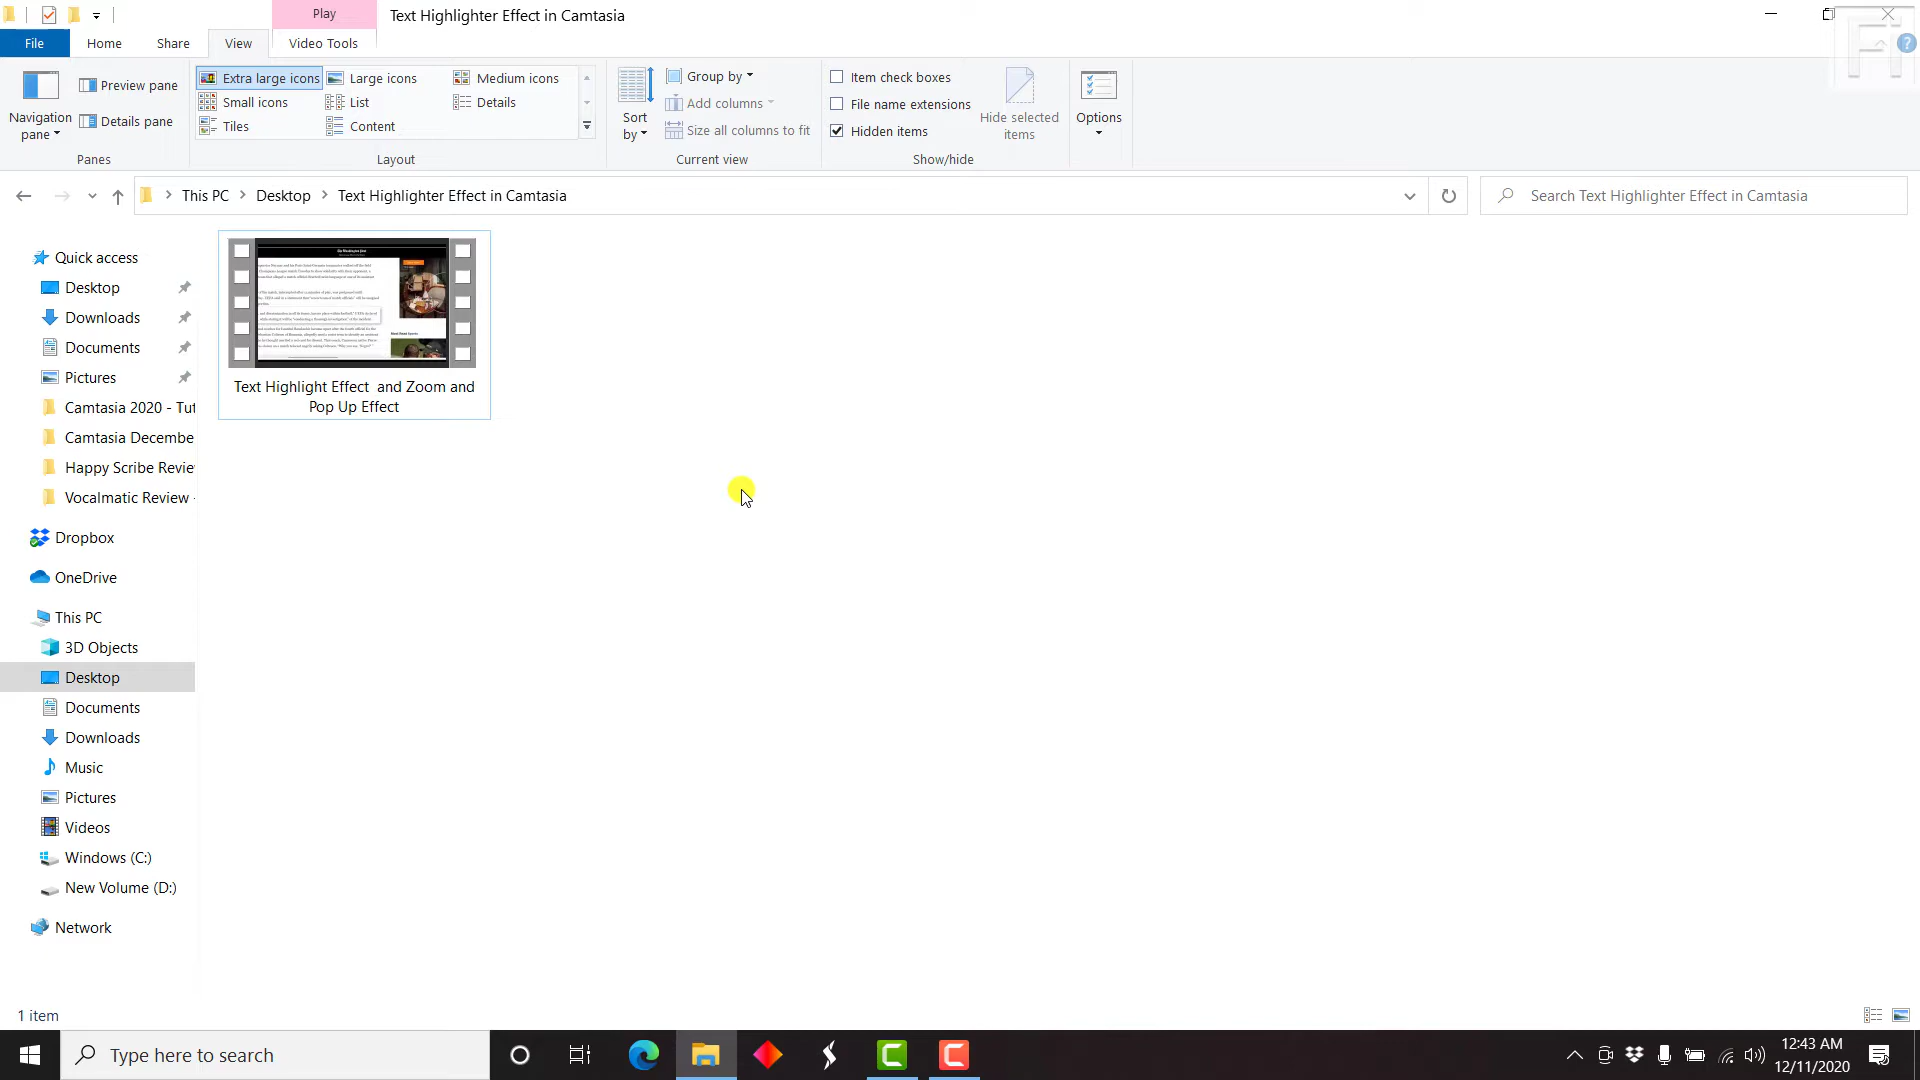 Play
Text Highlighter Effect in Camtasia
File
Home
Share
View
Video Tools
Navigation pane
Preview pane
Details pane
Panes
Extra large icons
Large icons
Medium icons
Small icons
List
Details
Tiles
Content
Layout
Sort by
Group by
Add columns
Size all columns to fit
Current view
Item check boxes
File name extensions
Hidden items
Hide selected items
Show/hide
Options
This PC
Desktop
Text Highlighter Effect in Camtasia
Search Text Highlighter Effect in Camtasia
Quick access
Desktop
Downloads
Documents
Pictures
Camtasia 2020 - Tut
Camtasia Decembe
Happy Scribe Revie
Vocalmatic Review -
Dropbox
OneDrive
This PC
3D Objects
Desktop
Documents
Downloads
Music
Pictures
Videos
Windows (C:)
New Volume (D:)
Network
Text Highlight Effect  and Zoom and
Pop Up Effect
1 item
Type here to search
12:43 AM
12/11/2020